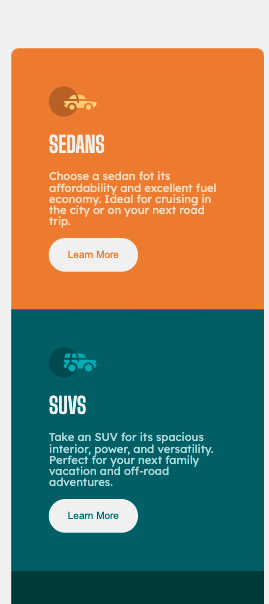 SEDANS
Choose a sedan fot its
affordability and excellent fuel
economy. Ideal for cruising in
the city or on your next road
trip.
Learn More
SUVS
Take an SUV for its spacious
interior, power, and versatility.
Perfect for your next family
vacation and off-road
adventures.
Learn More